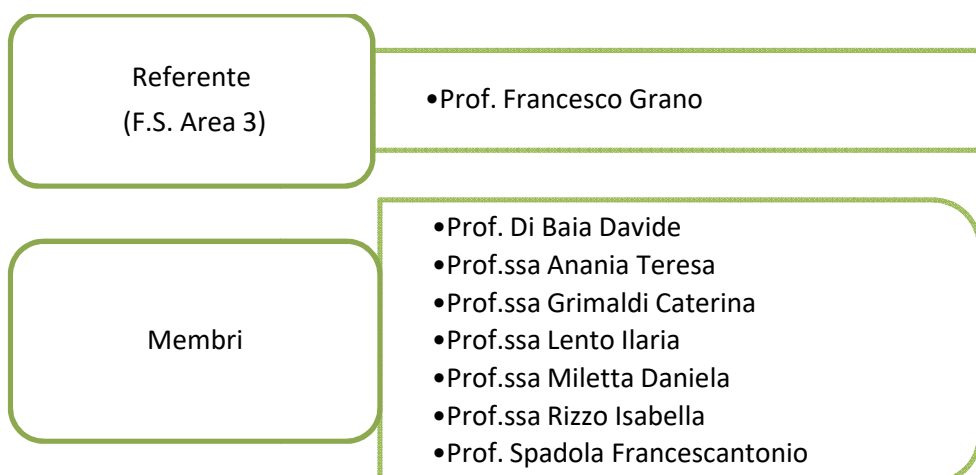 Referente
(F.S. Area 3)
•Prof. Francesco Grano
Membri
•Prof. Di Baia Davide
•Prof.ssa Anania Teresa
•Prof.ssa Grimaldi Caterina
•Prof.ssa Lento Ilaria
•Prof.ssa Miletta Daniela
•Prof.ssa Rizzo Isabella
•Prof. Spadola Francescantonio